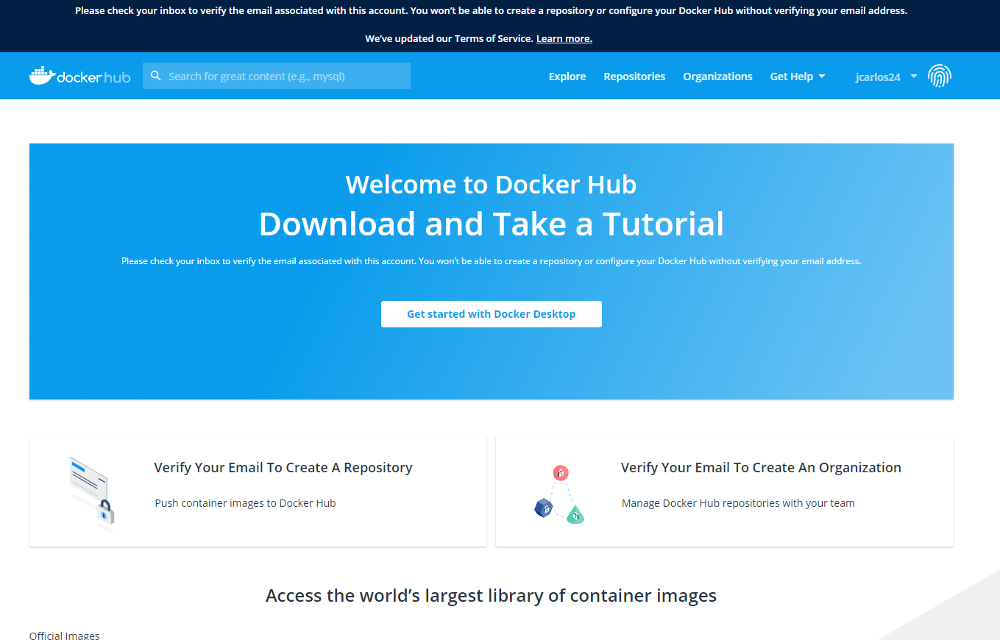 Please check your inbox to verify the email associated with this account. You won’t be able to create a repository or configure your Docker Hub without verifying your email address.
We’ve updated our Terms of Service. Learn more.
docker hub
Search for great content (e.g., mysql)
Explore
Repositories
Organizations
Get Help
jcarlos24
Welcome to Docker Hub
Download and Take a Tutorial
Please check your inbox to verify the email associated with this account. You won’t be able to create a repository or configure your Docker Hub without verifying your email address.
Get started with Docker Desktop
Verify Your Email To Create A Repository
Push container images to Docker Hub
Verify Your Email To Create An Organization
Manage Docker Hub repositories with your team
Access the world’s largest library of container images
Official Images